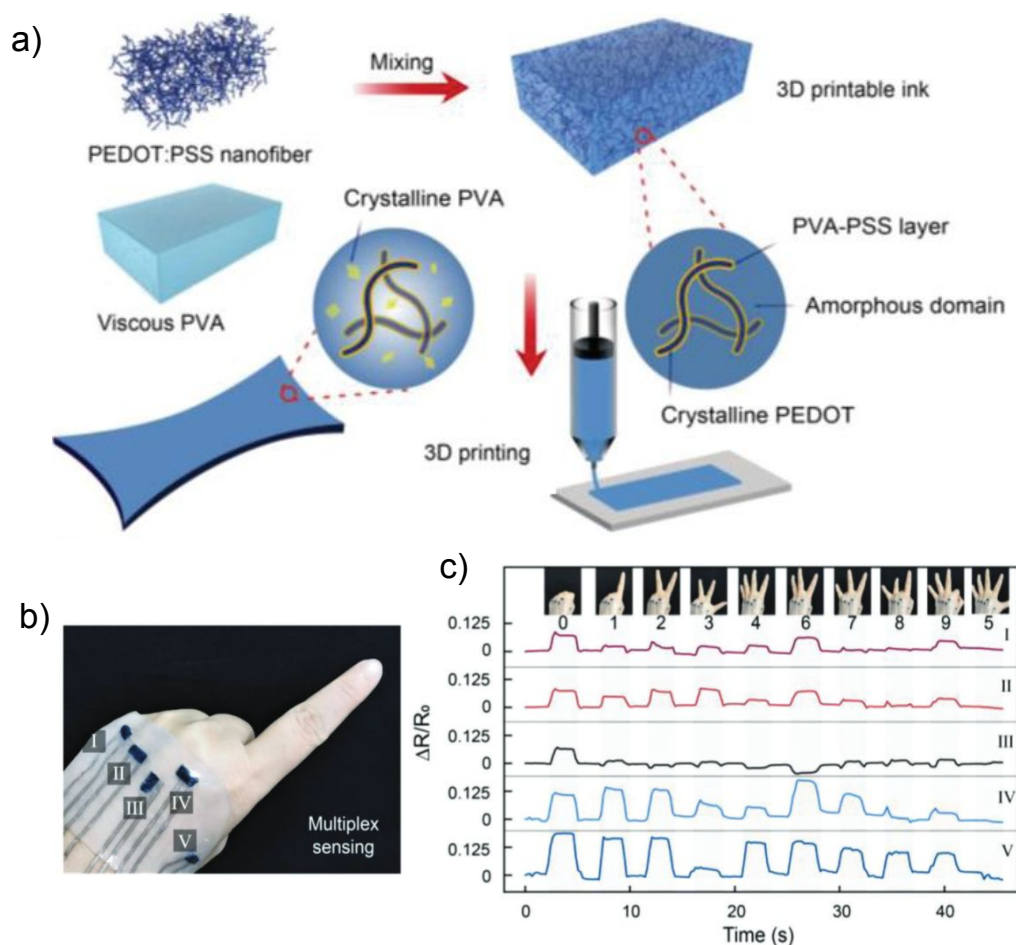 a)
Mixing
3D printable ink
PEDOT:PSS nanofiber
Crystalline PVA
PVA-PSS layer
Amorphous domain
Viscous PVA
Crystalline PEDOT
3D printing
b)
I
II
III
IV
V
Multiplex
sensing
c)
0 1 2 3 4 6 7 8 9 5
0.125
0
I
0.125
0
II
0.125
0
III
0.125
0
IV
0.125
0
V
ΔR/R₀
0 10 20 30 40
Time (s)